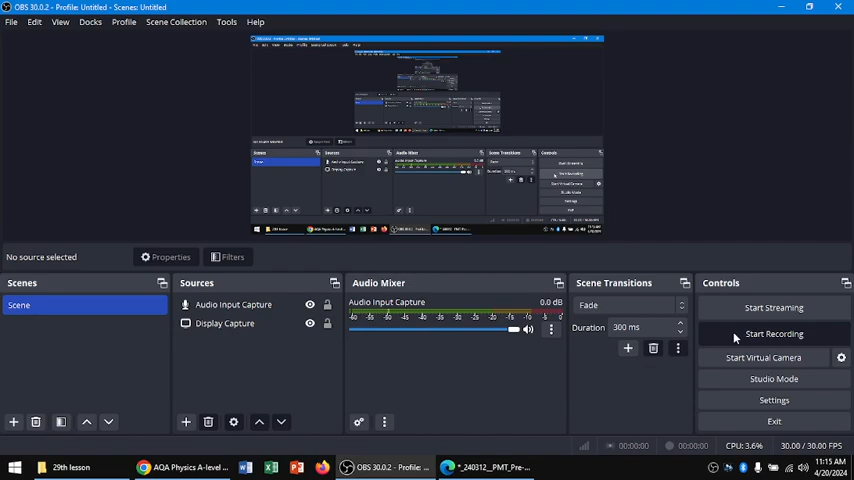 OBS 30.0.2 - Profile: Untitled - Scenes: Untitled
File Edit View Docks Profile Scene Collection Tools Help
No source selected Properties Filters
Scenes Sources Audio Mixer Scene Transitions Controls
Scene Audio Input Capture Audio Input Capture 0.0 dB Fade Start Streaming
-60 -55 -50 -45 -40 -35 -30 -25 -20 -15 -10 -5 0
Display Capture Duration 300 ms Start Recording
Start Virtual Camera
Studio Mode
Settings
Exit
00:00:00 00:00:00 CPU: 3.6% 30.00 / 30.00 FPS
29th lesson AQA Physics A-level ... OBS 30.0.2 - Profile: ... *_240312__PMT_Pre-... 11:15 AM
4/20/2024